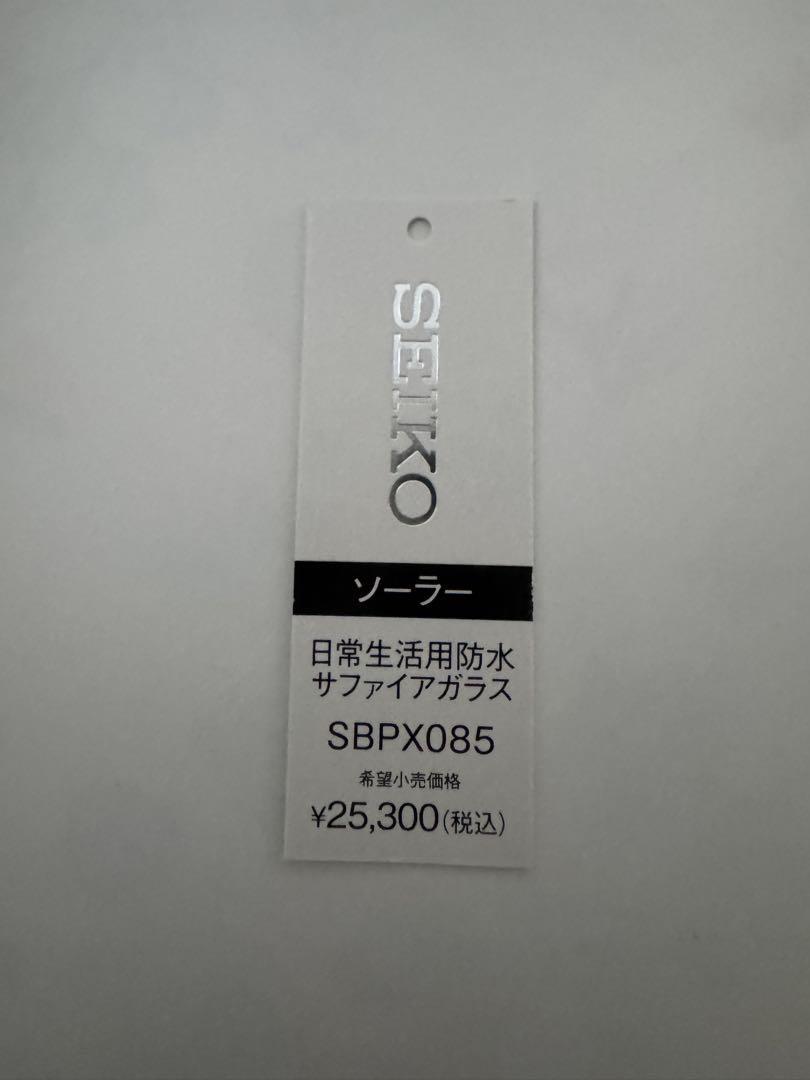 SEIKO
ソーラー
日常生活用防水
サファイアガラス
SBPX085
希望小売価格
¥25,300(税込)